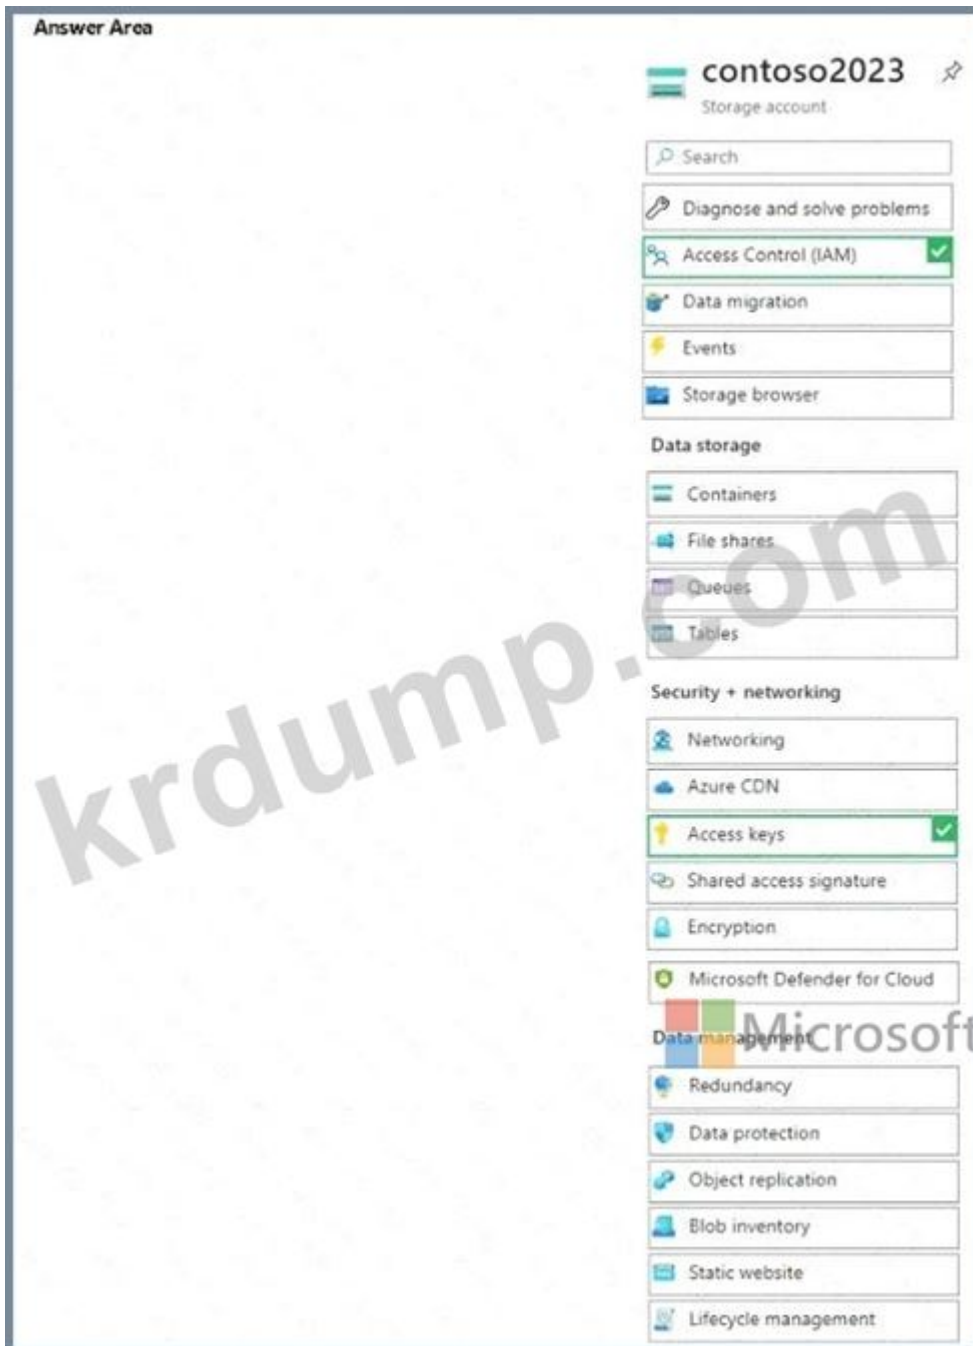 Answer Area
contoso2023
Storage account
Search
Diagnose and solve problems
Access Control (IAM)
Data migration
Events
Storage browser
Data storage
Containers
File shares
Queues
Tables
krdump.com
Security + networking
Networking
Azure CDN
Access keys
Shared access signature
Encryption
Microsoft Defender for Cloud
Microsoft
Data management
Redundancy
Data protection
Object replication
Blob inventory
Static website
Lifecycle management